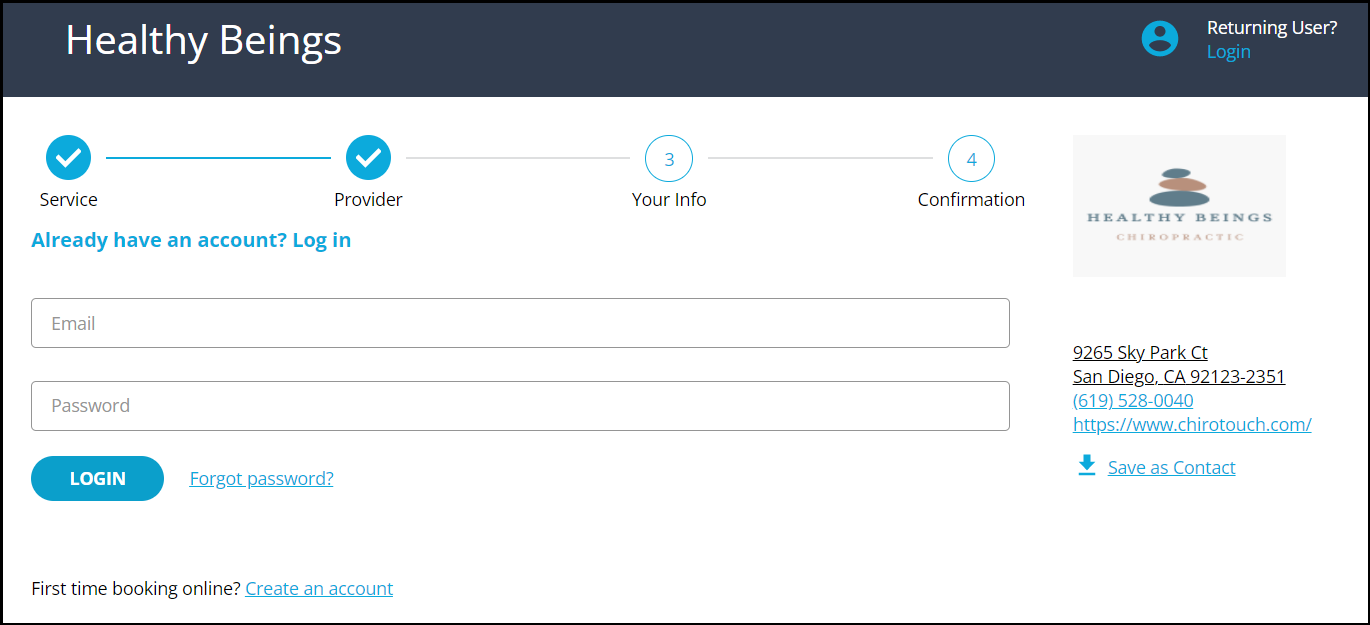 Healthy Beings
Returning User?
Login
Service
Provider
3
Your Info
4
Confirmation
Already have an account? Log in
Email
Password
LOGIN
Forgot password?
First time booking online? Create an account
HEALTHY BEINGS
CHIROPRACTIC
9265 Sky Park Ct
San Diego, CA 92123-2351
(619) 528-0040
https://www.chirotouch.com/
Save as Contact